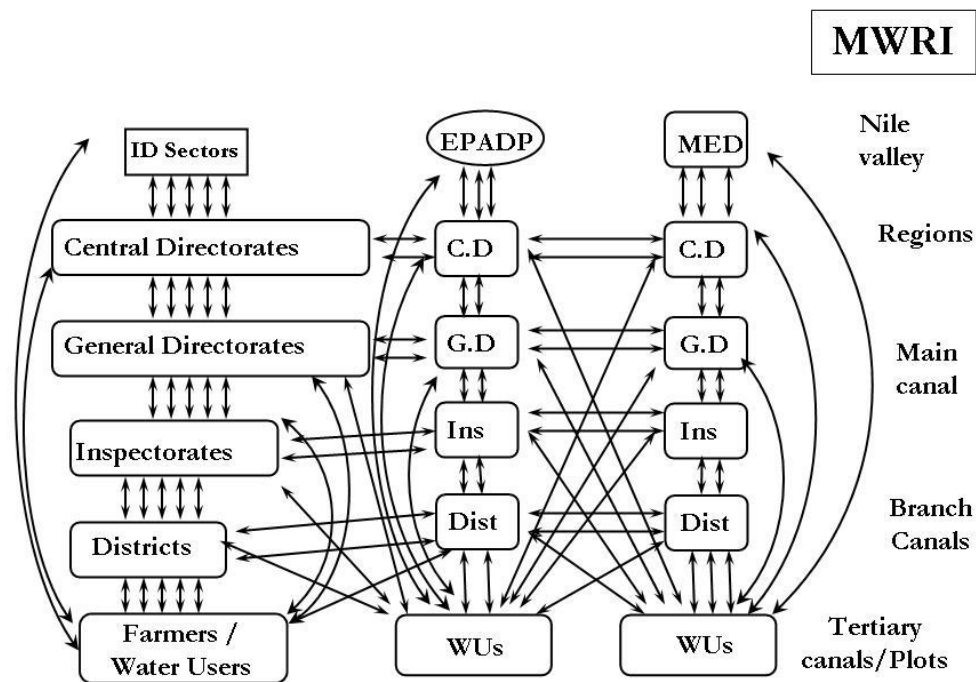 MWRI
ID Sectors
EPADP
MED
Nile
valley
Central Directorates
C.D
C.D
Regions
General Directorates
G.D
G.D
Main
canal
Inspectorates
Ins
Ins
Districts
Dist
Dist
Branch
Canals
Farmers /
Water Users
WUs
WUs
Tertiary
canals/Plots